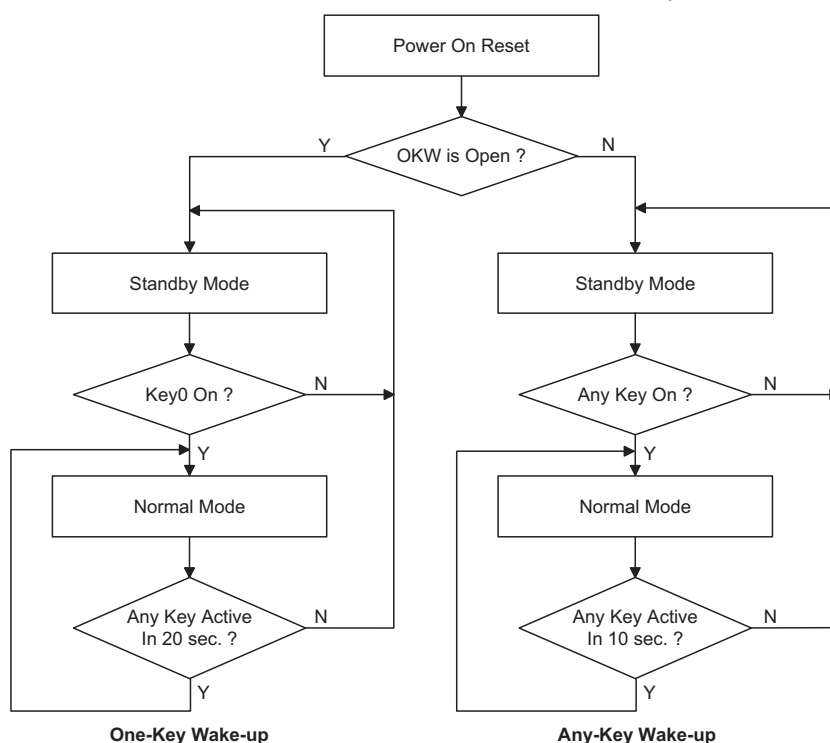 Power On Reset
OKW is Open ?
Y
N
Standby Mode
Standby Mode
Key0 On ?
N
Any Key On ?
N
Y
Y
Normal Mode
Normal Mode
Any Key Active
In 20 sec. ?
N
Any Key Active
In 10 sec. ?
N
Y
Y
One-Key Wake-up
Any-Key Wake-up